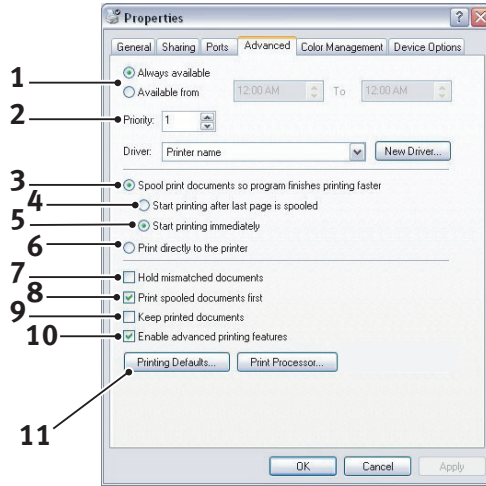 Properties
General Sharing Ports Advanced Color Management Device Options
1 Always available
Available from 12:00 AM To 12:00 AM
2 Priority: 1
Driver: Printer name New Driver...
3 Spool print documents so program finishes printing faster
4 Start printing after last page is spooled
5 Start printing immediately
6 Print directly to the printer
7 Hold mismatched documents
8 Print spooled documents first
9 Keep printed documents
10 Enable advanced printing features
Printing Defaults... Print Processor...
11
OK Cancel Apply